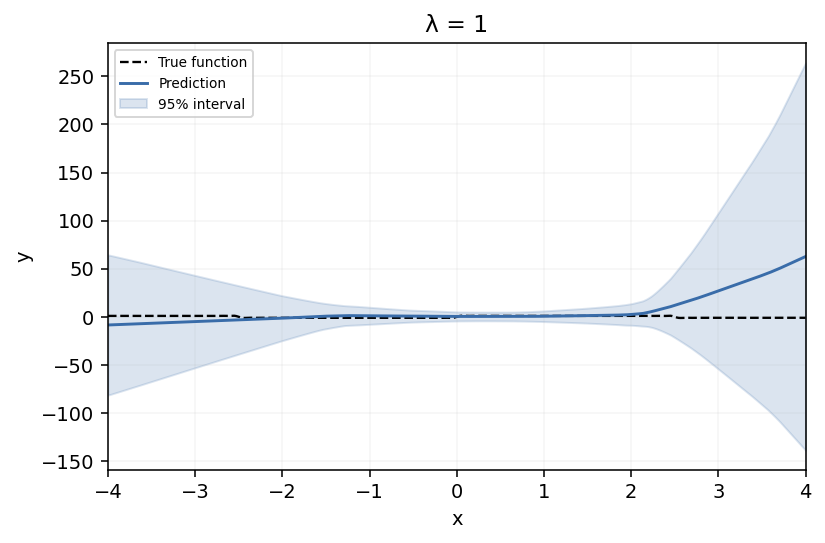 λ = 1
True function
Prediction
95% interval
250
200
150
100
50
0
−50
−100
−150
y
−4 −3 −2 −1 0 1 2 3 4
x